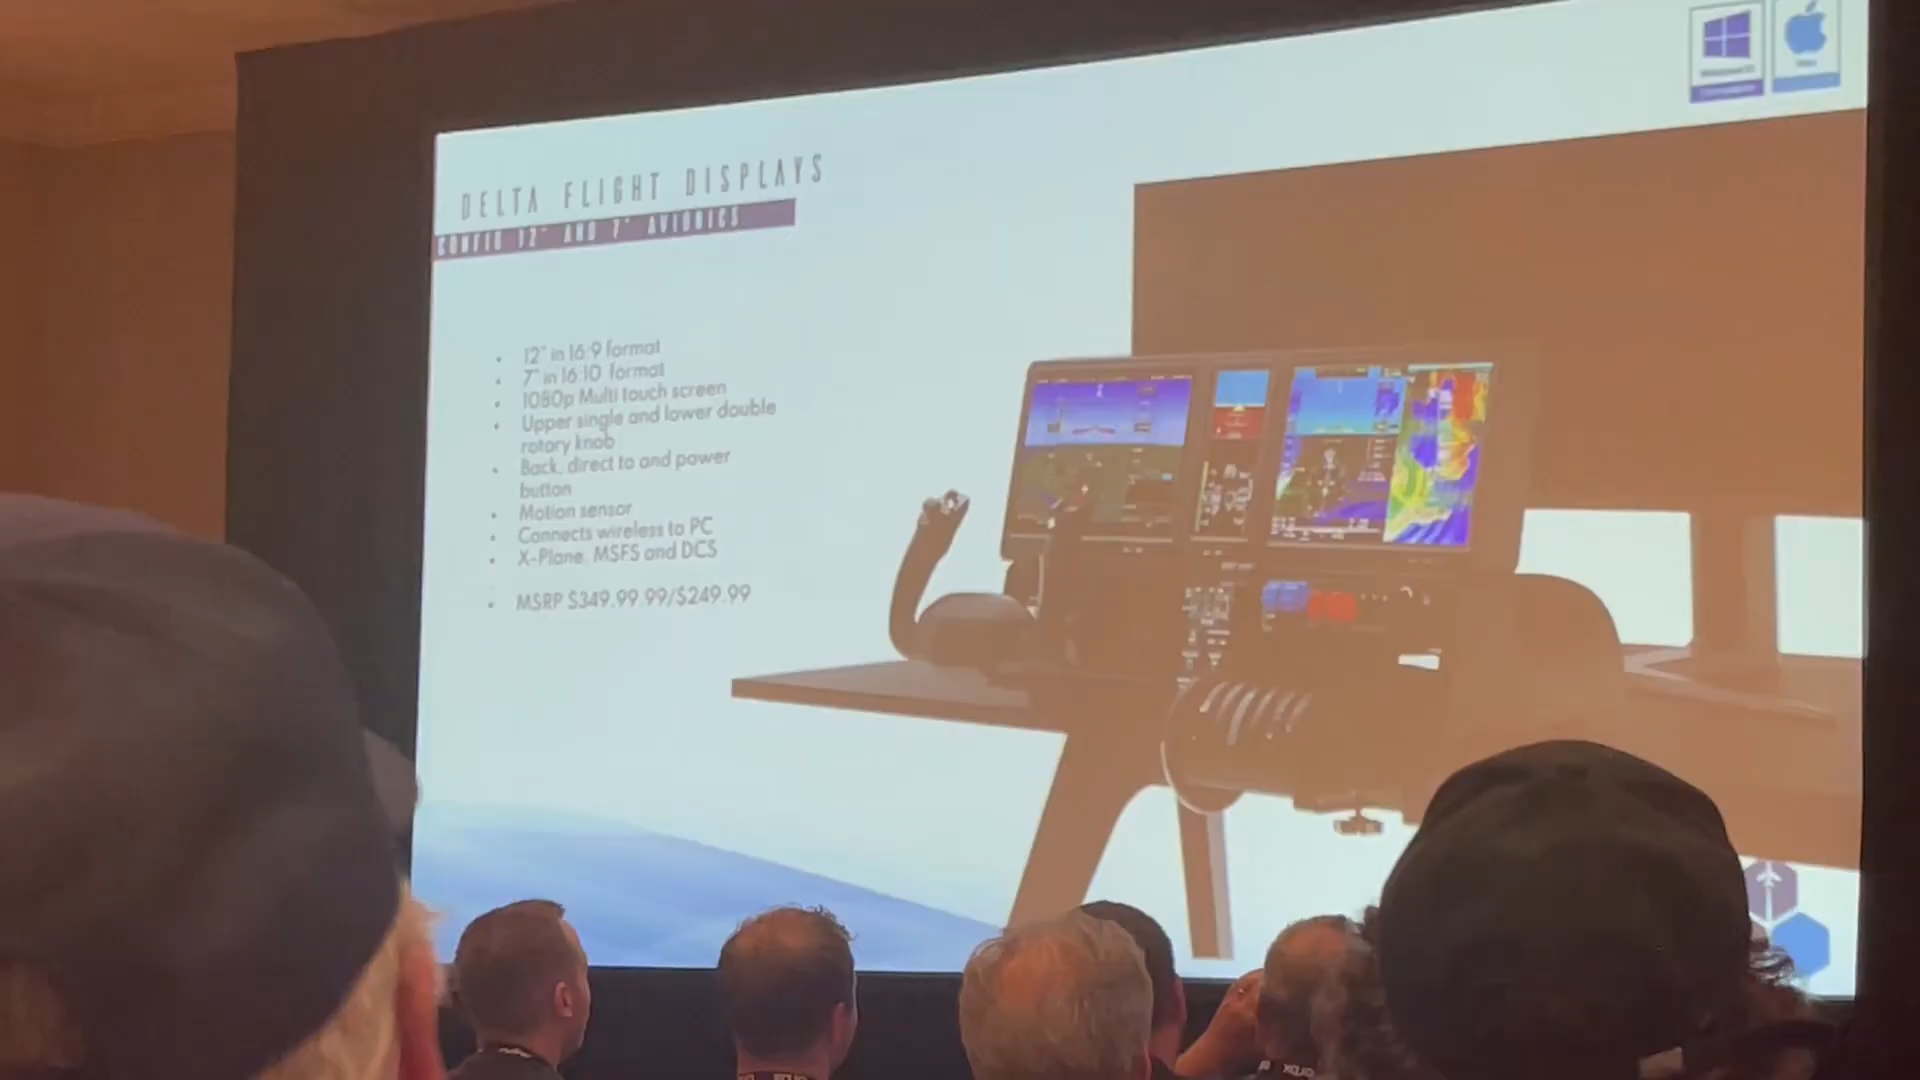 DELTA FLIGHT DISPLAYS
CONFIG 12" AND 7" AVIONICS
• 12" in 16:9 format
• 7" in 16:10 format
• 1080p Multi touch screen
• Upper single and lower double
rotary knob
• Back, direct to and power
button
• Motion sensor
• Connects wireless to PC
• X-Plane, MSFS and DCS
• MSRP $349.99.99/$249.99